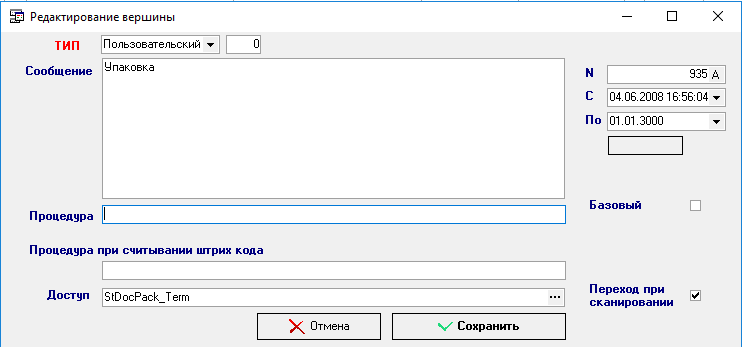 Редактирование вершины
ТИП Пользовательский 0
Сообщение Упаковка
N 935 A
С 04.06.2008 16:56:04
По 01.01.3000
Базовый
Процедура
Процедура при считывании штрих кода
Доступ StDocPack_Term ...
Переход при
сканировании
Отмена Сохранить